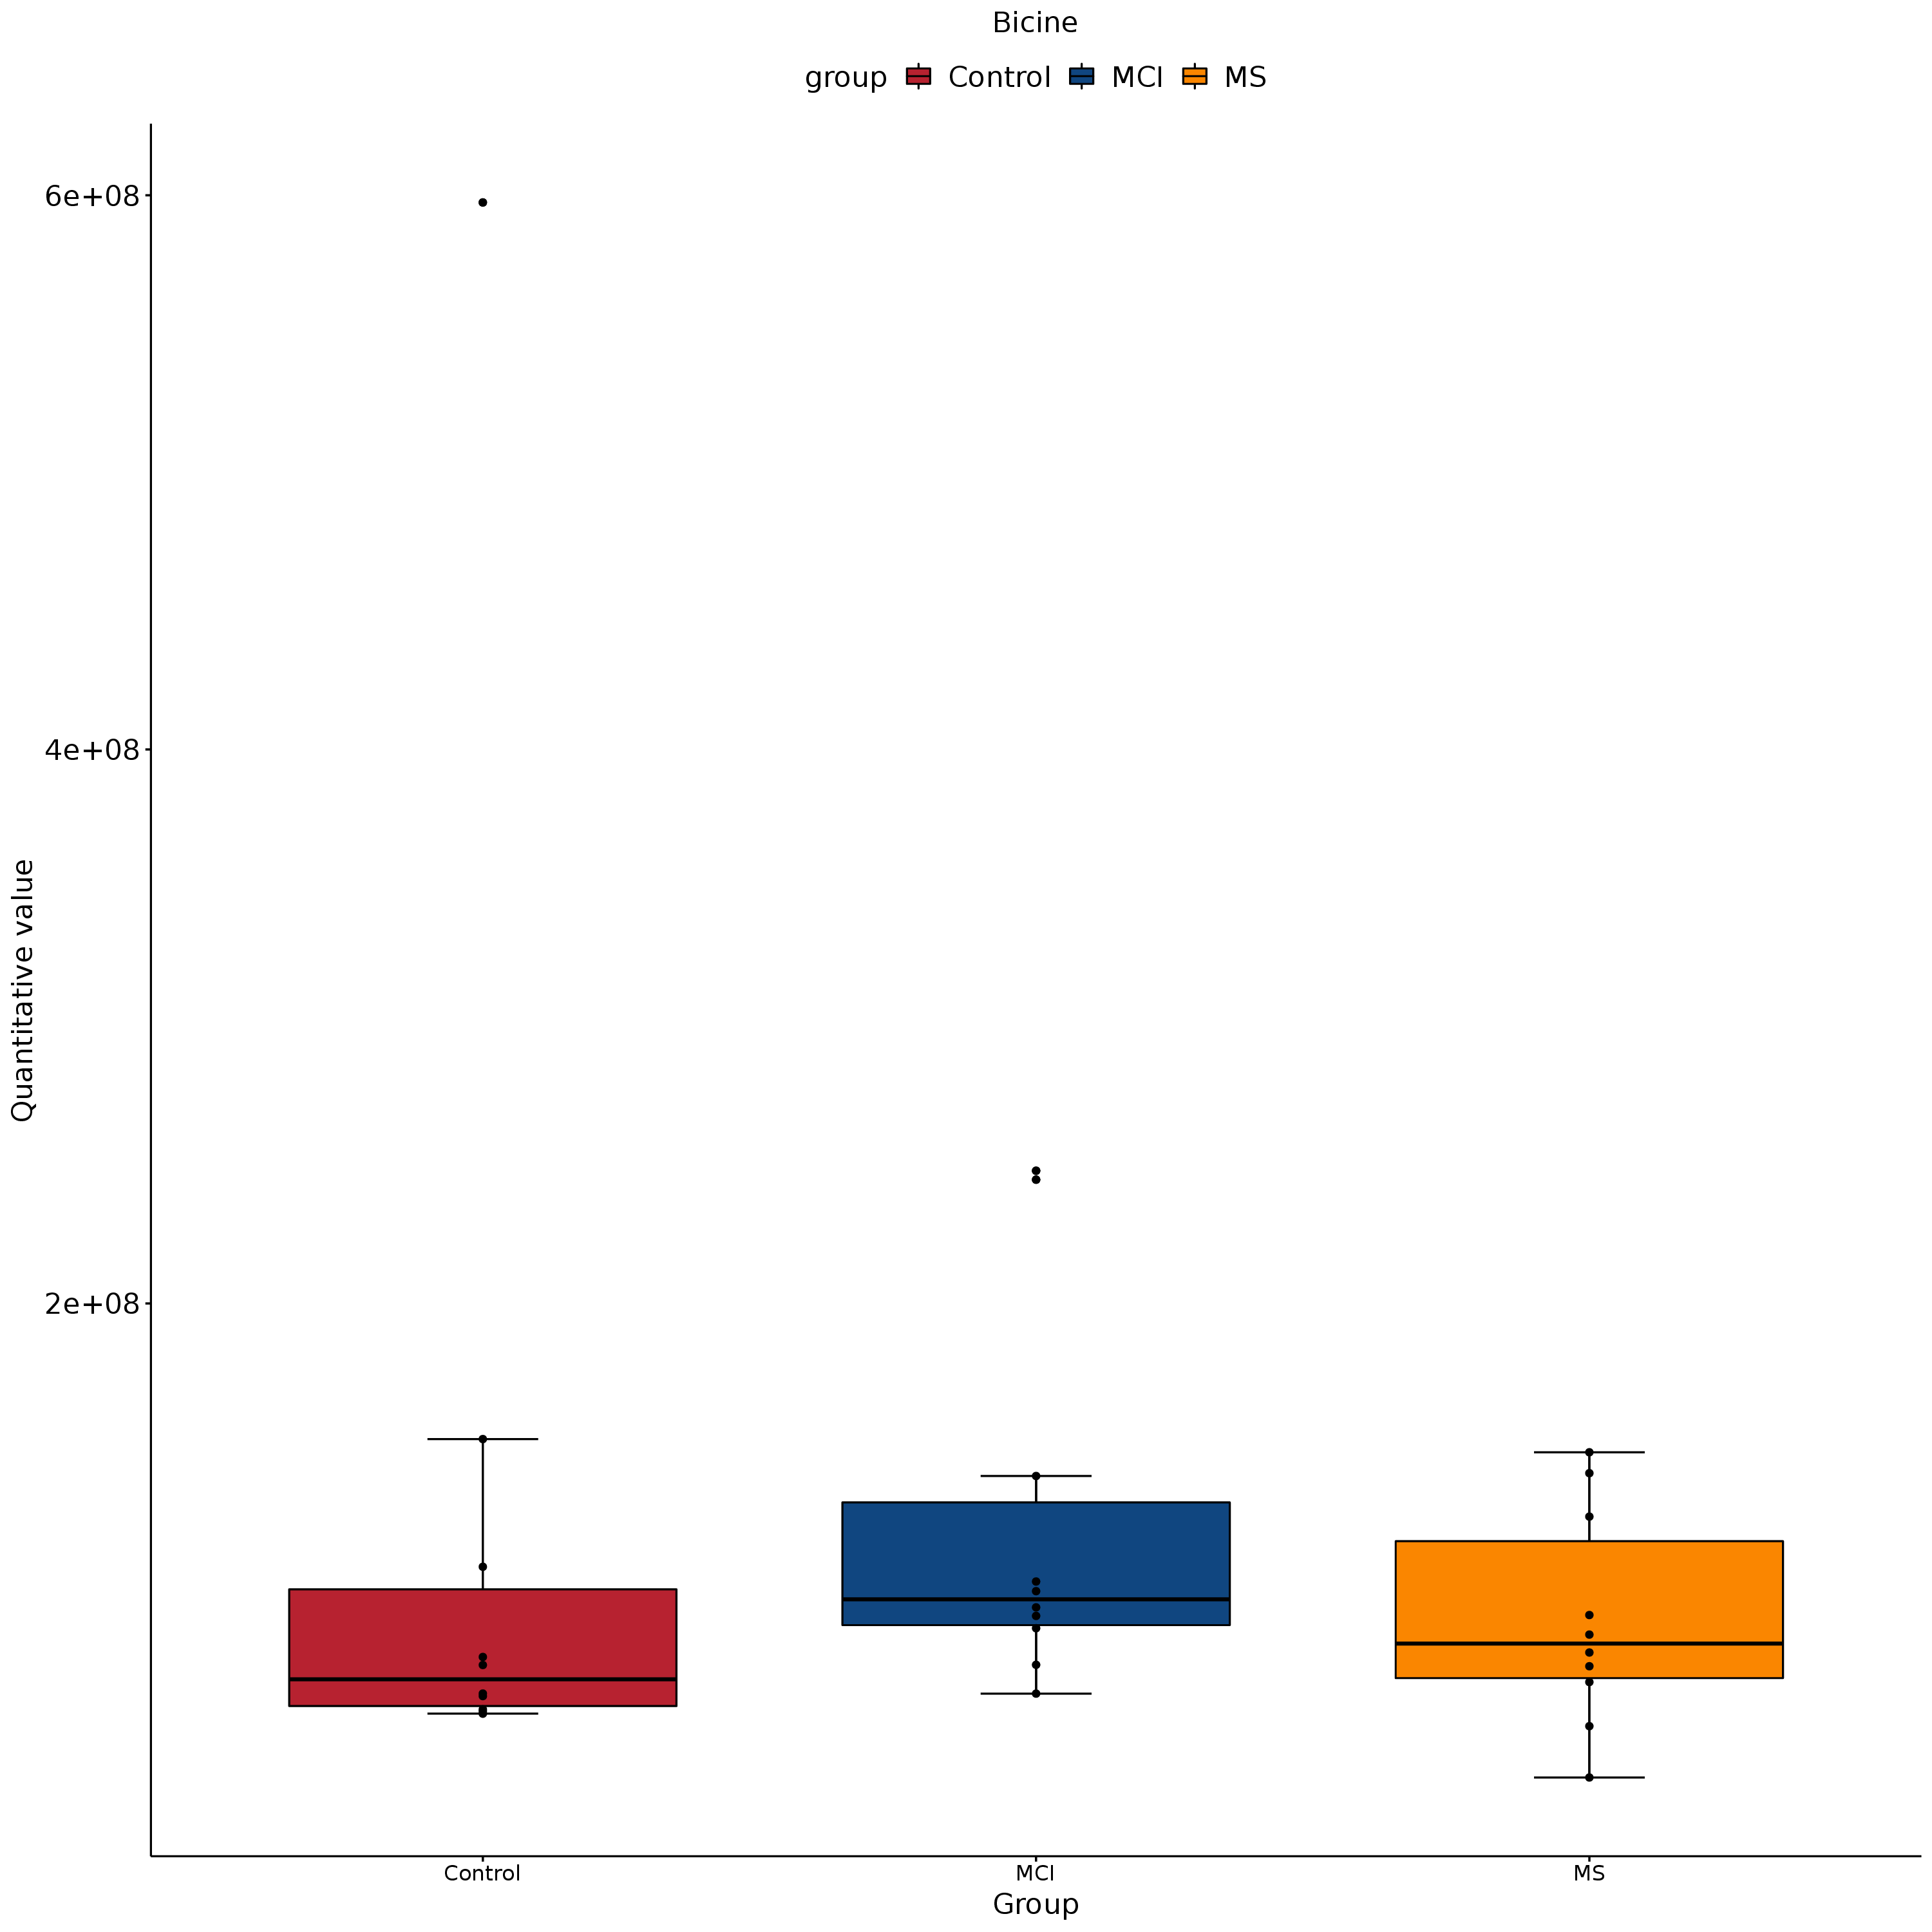 Bicine
group Control MCI MS
6e+08
4e+08
2e+08
Quantitative value
Control MCI MS
Group